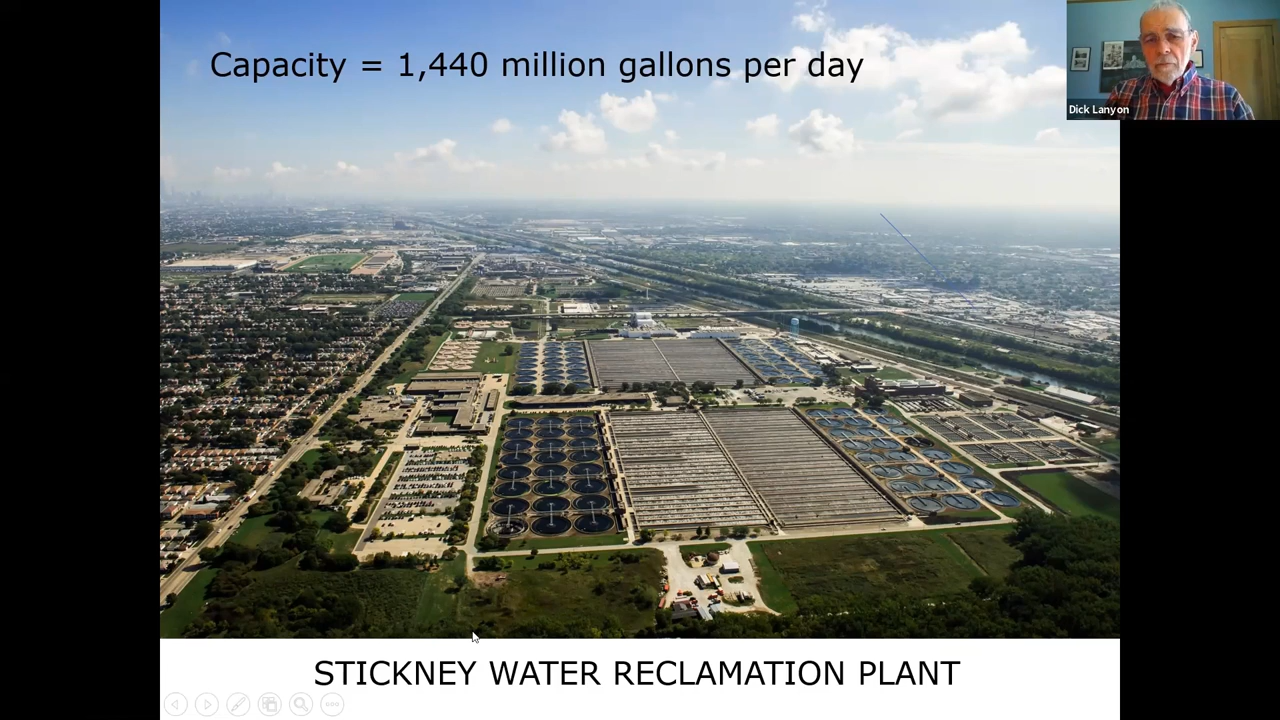 Capacity = 1,440 million gallons per day
Dick Lanyon
STICKNEY WATER RECLAMATION PLANT